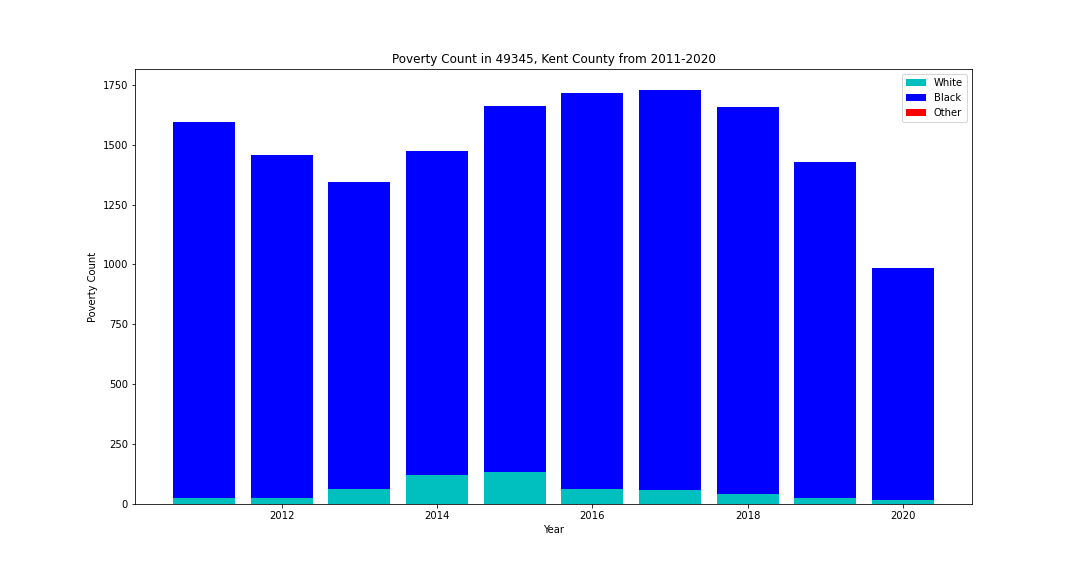 Poverty Count in 49345, Kent County from 2011-2020
White
Black
Other
1750
1500
1250
1000
750
500
250
0
Poverty Count
2012 2014 2016 2018 2020
Year